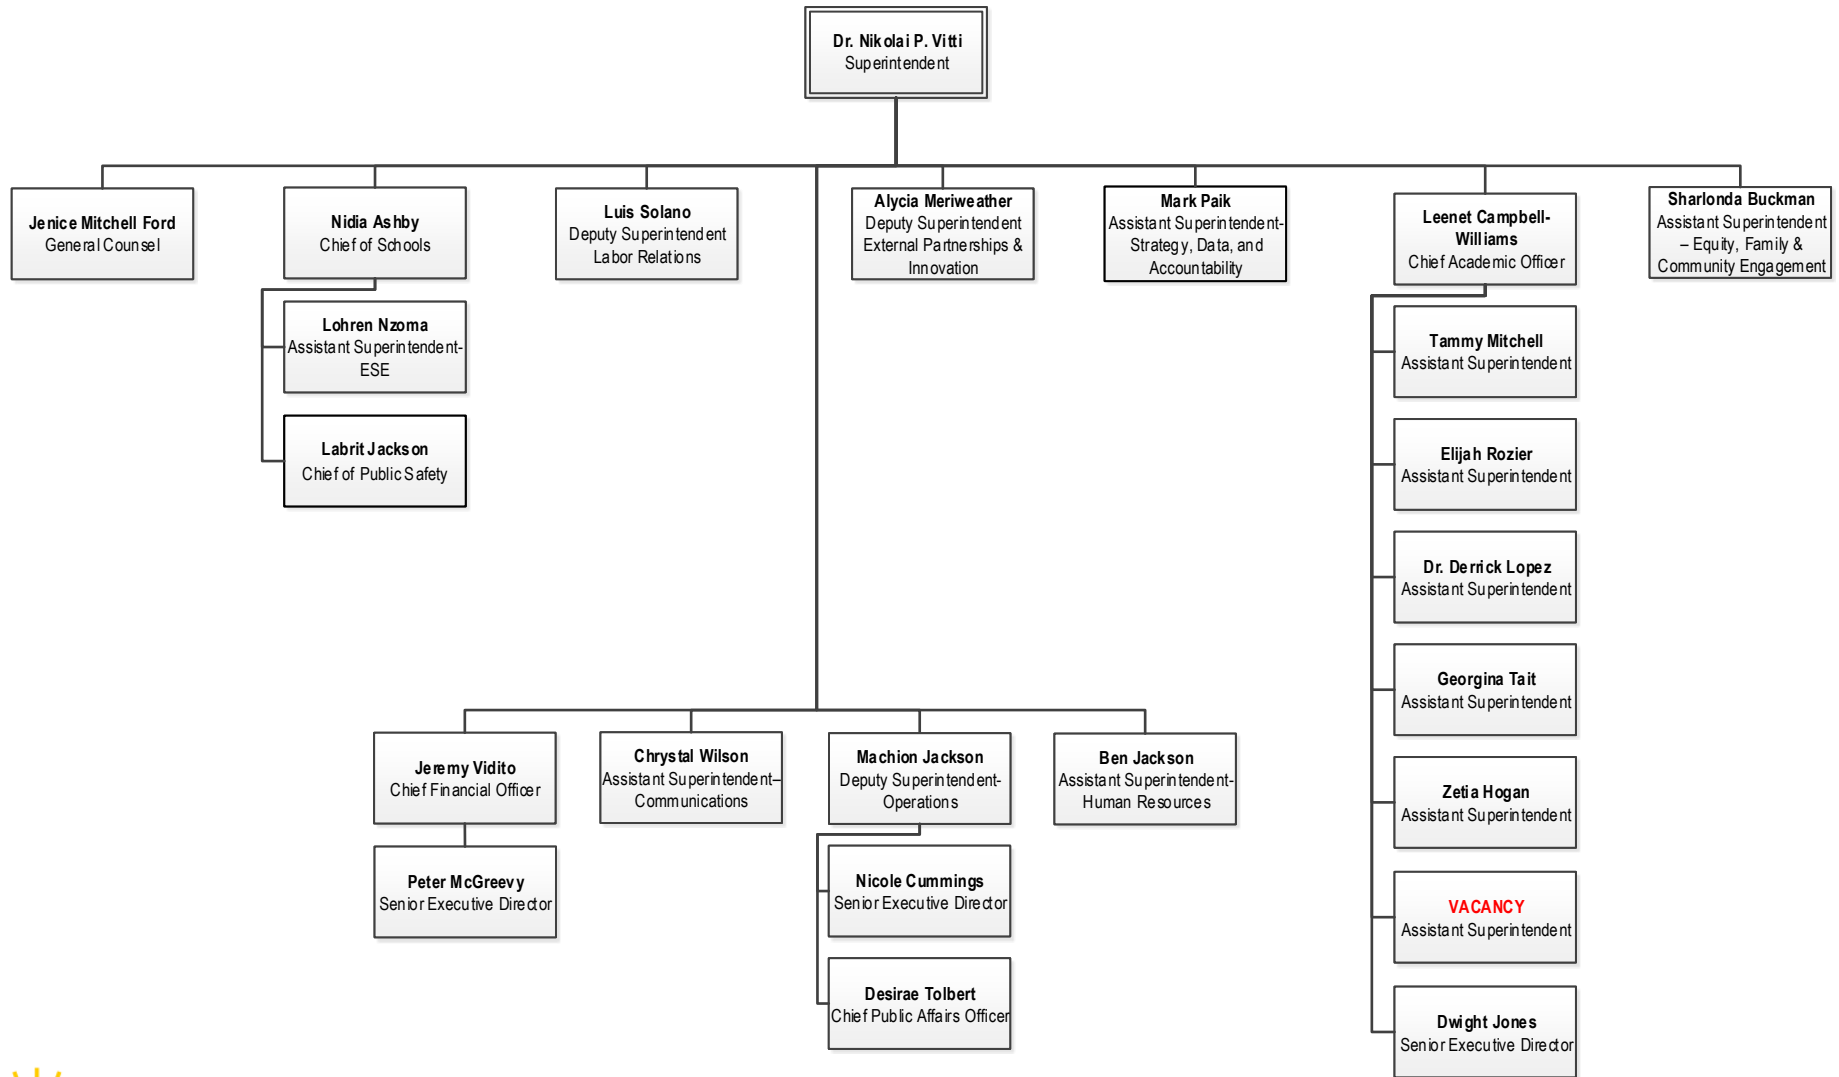 Dr. Nikolai P. Vitti
Superintendent
Jenice Mitchell Ford
General Counsel
Nidia Ashby
Chief of Schools
Luis Solano
Deputy Superintendent
Labor Relations
Alycia Meriweather
Deputy Superintendent
External Partnerships &
Innovation
Mark Paik
Assistant Superintendent-
Strategy, Data, and
Accountability
Leenet Campbell-
Williams
Chief Academic Officer
Sharlonda Buckman
Assistant Superintendent
– Equity, Family &
Community Engagement
Lohren Nzoma
Assistant Superintendent-
ESE
Labrit Jackson
Chief of Public Safety
Tammy Mitchell
Assistant Superintendent
Elijah Rozier
Assistant Superintendent
Dr. Derrick Lopez
Assistant Superintendent
Georgina Tait
Assistant Superintendent
Zetia Hogan
Assistant Superintendent
VACANCY
Assistant Superintendent
Dwight Jones
Senior Executive Director
Jeremy Vidito
Chief Financial Officer
Chrystal Wilson
Assistant Superintendent–
Communications
Machion Jackson
Deputy Superintendent-
Operations
Ben Jackson
Assistant Superintendent-
Human Resources
Peter McGreevy
Senior Executive Director
Nicole Cummings
Senior Executive Director
Desirae Tolbert
Chief Public Affairs Officer